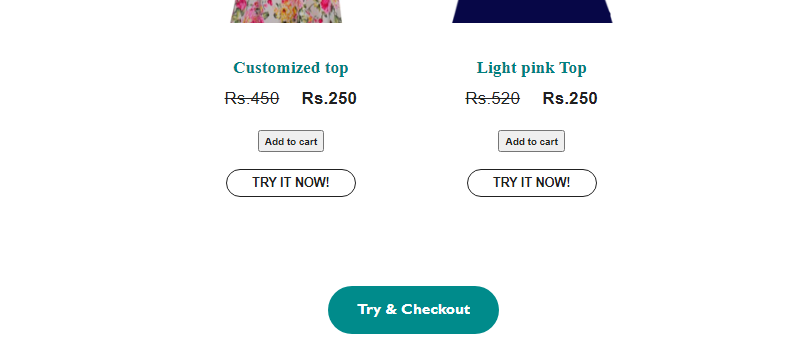 Customized top
Rs.450 Rs.250
Add to cart
TRY IT NOW!
Light pink Top
Rs.520 Rs.250
Add to cart
TRY IT NOW!
Try & Checkout